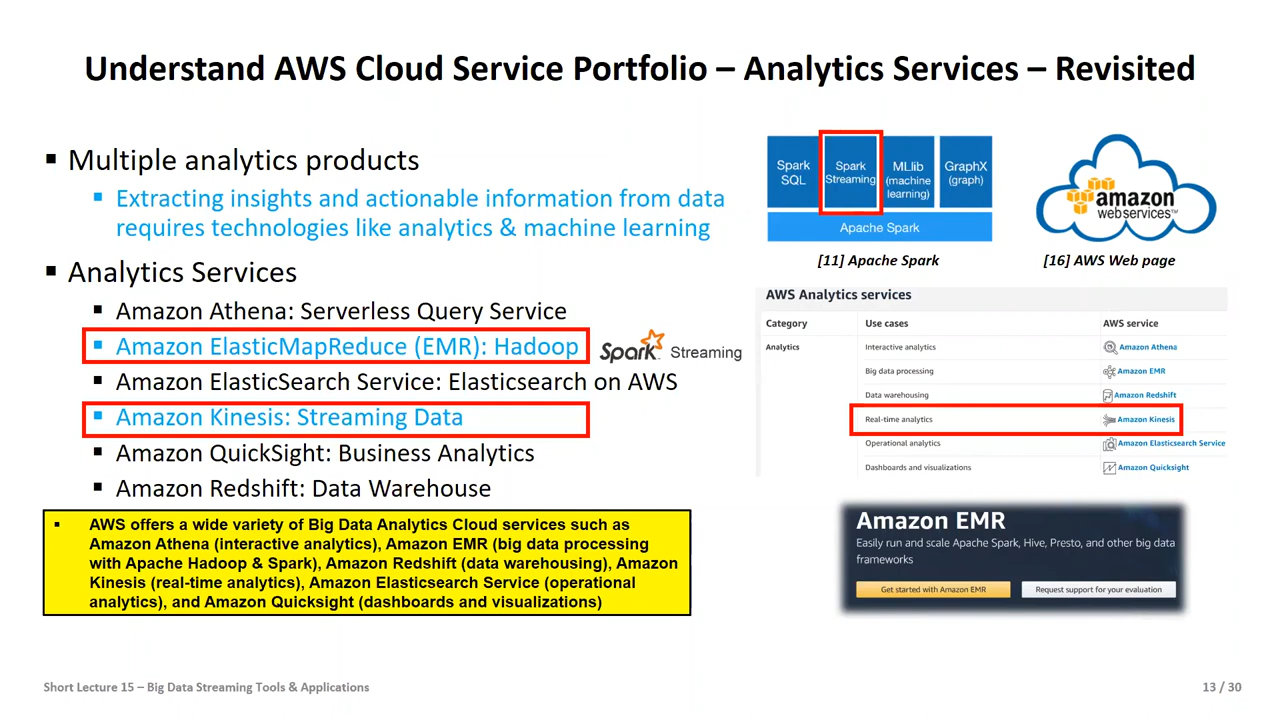 Understand AWS Cloud Service Portfolio – Analytics Services – Revisited
▪ Multiple analytics products
▪ Extracting insights and actionable information from data
requires technologies like analytics & machine learning
▪ Analytics Services
▪ Amazon Athena: Serverless Query Service
▪ Amazon ElasticMapReduce (EMR): Hadoop
Spark Streaming
▪ Amazon ElasticSearch Service: Elasticsearch on AWS
▪ Amazon Kinesis: Streaming Data
▪ Amazon QuickSight: Business Analytics
▪ Amazon Redshift: Data Warehouse
▪ AWS offers a wide variety of Big Data Analytics Cloud services such as
Amazon Athena (interactive analytics), Amazon EMR (big data processing
with Apache Hadoop & Spark), Amazon Redshift (data warehousing), Amazon
Kinesis (real-time analytics), Amazon Elasticsearch Service (operational
analytics), and Amazon Quicksight (dashboards and visualizations)
Spark
SQL
Spark
Streaming
MLlib
(machine
learning)
GraphX
(graph)
Apache Spark
[11] Apache Spark
amazon
webservices™
[16] AWS Web page
AWS Analytics services
Category Use cases AWS service
Analytics Interactive analytics Amazon Athena
Big data processing Amazon EMR
Data warehousing Amazon Redshift
Real-time analytics Amazon Kinesis
Operational analytics Amazon Elasticsearch Service
Dashboards and visualizations Amazon Quicksight
Amazon EMR
Easily run and scale Apache Spark, Hive, Presto, and other big data
frameworks
Get started with Amazon EMR Request support for your evaluation
Short Lecture 15 – Big Data Streaming Tools & Applications
13 / 30